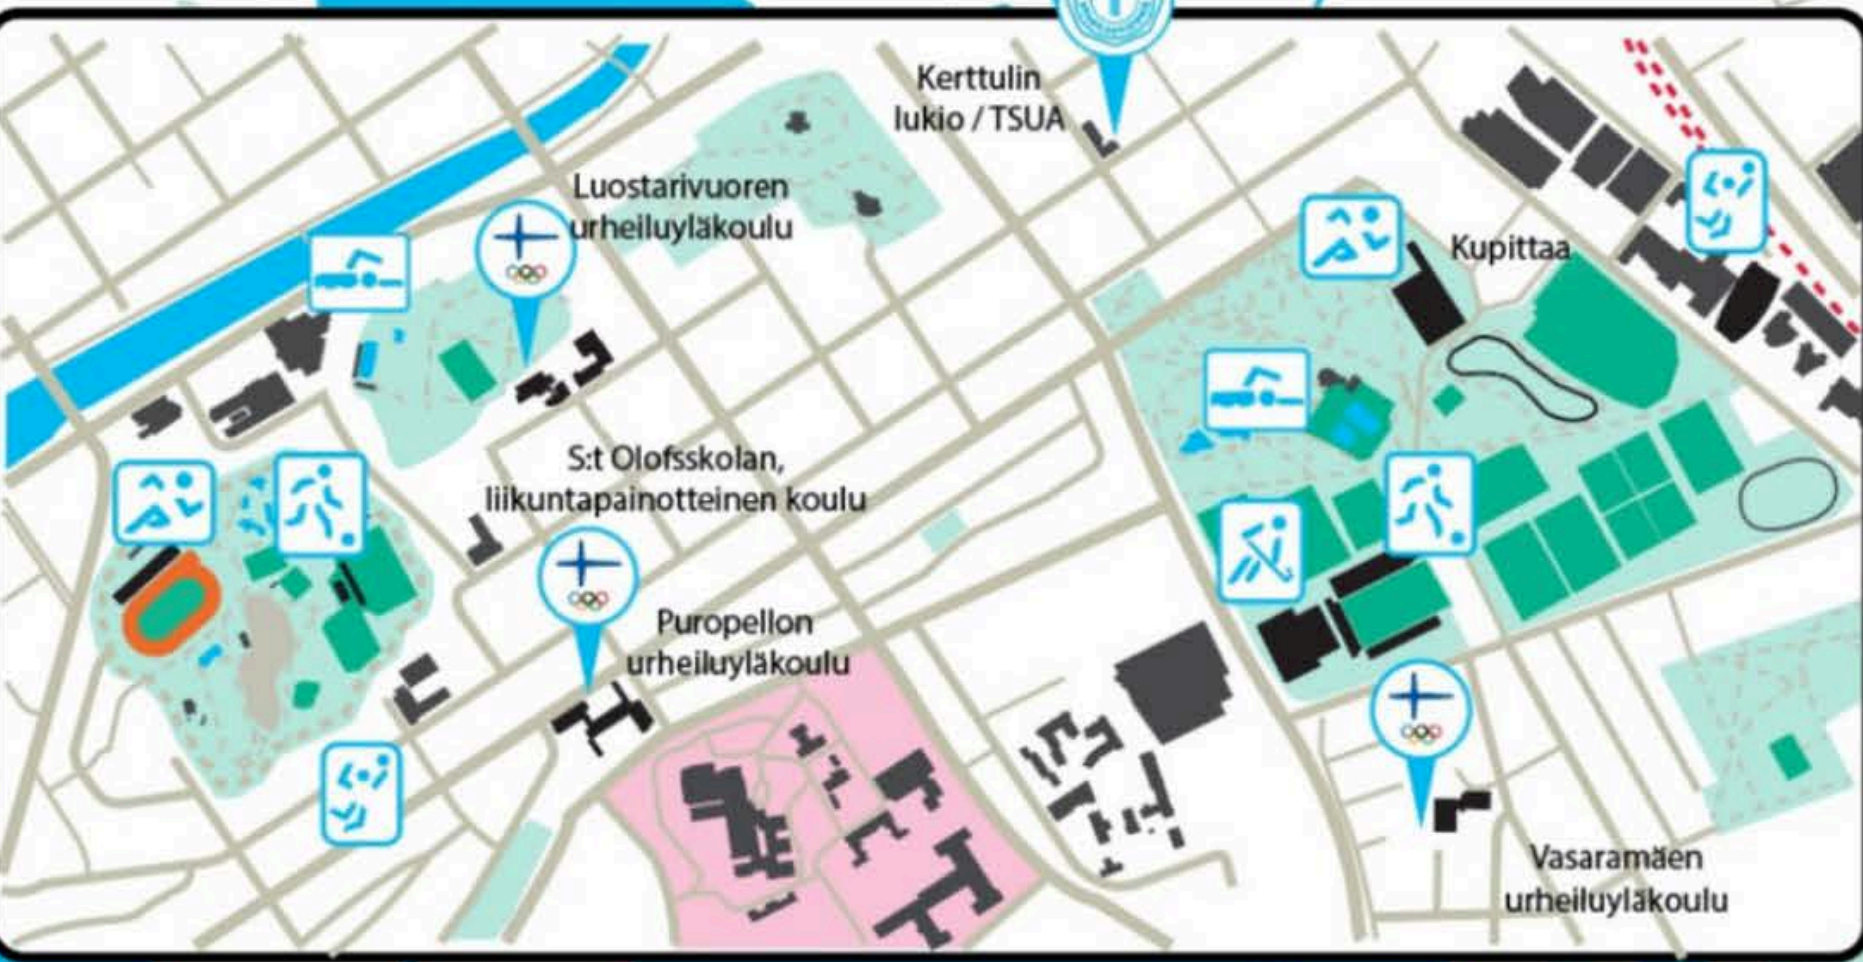 Kerttulin
lukio / TSUA
Luostarivuoren
urheiluyläkoulu
Kupittaa
S:t Olofsskolan,
liikuntapainotteinen koulu
Puropellon
urheiluyläkoulu
Vasaramäen
urheiluyläkoulu